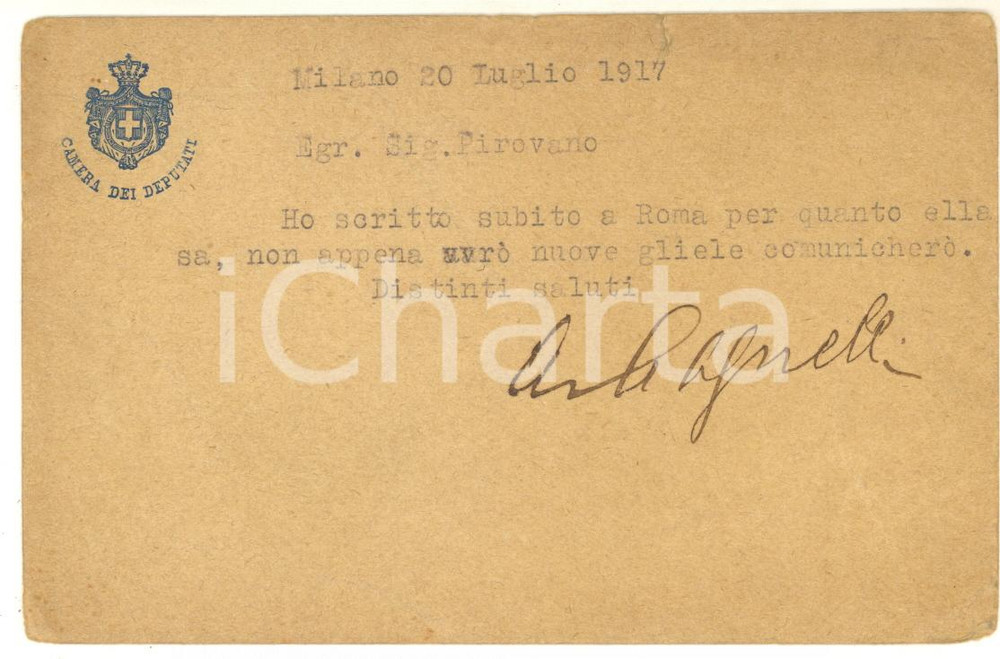 CAMERA DEI DEPUTATI
Milano 20 Luglio 1917
Egr. Sig. Pirovano
Ho scritto subito a Roma per quanto ella
sa, non appena avrò nuove gliele comunicherò.
Distinti saluti
iCharta